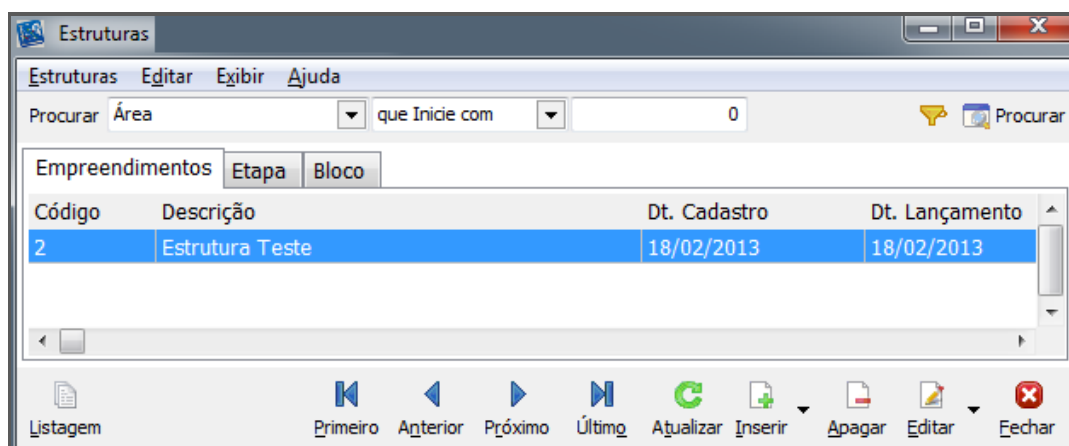 Estruturas
Estruturas Editar Exibir Ajuda
Procurar Área que Inicie com 0 Procurar
Empreendimentos Etapa Bloco
Código Descrição Dt. Cadastro Dt. Lançamento
2 Estrutura Teste 18/02/2013 18/02/2013
Listagem Primeiro Anterior Próximo Último Atualizar Inserir Apagar Editar Fechar